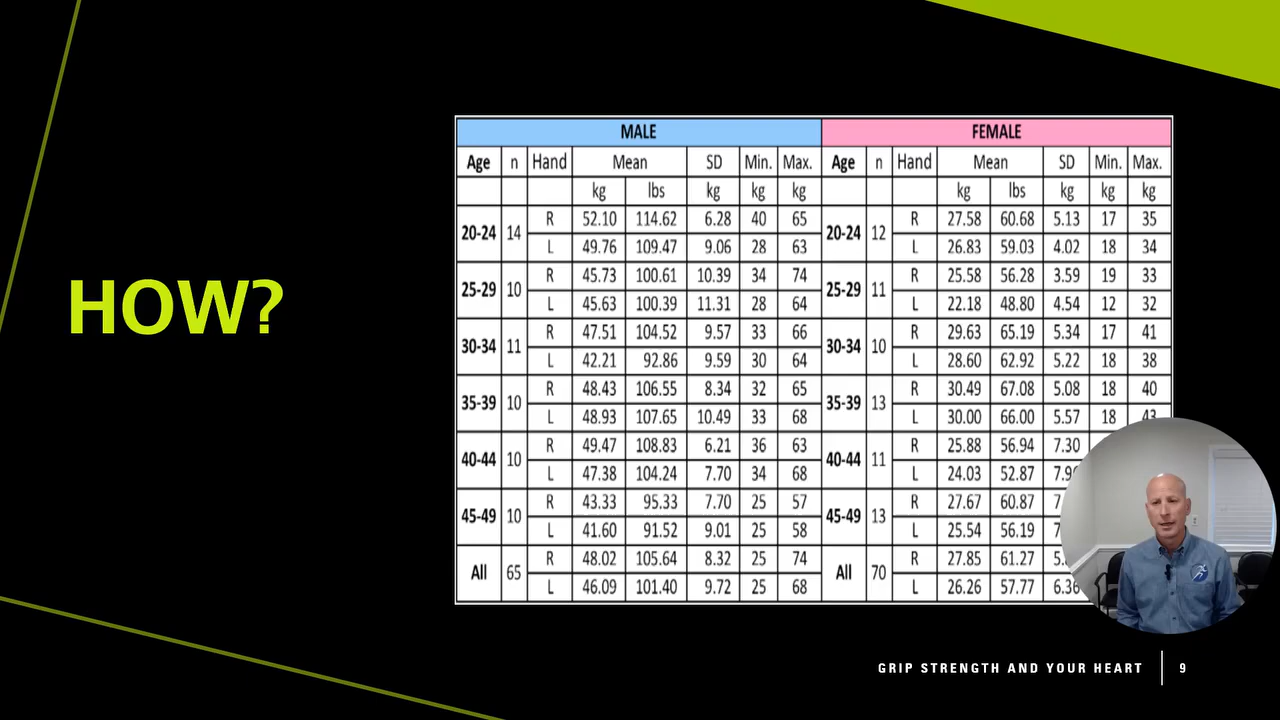 HOW?
MALE FEMALE
Age n Hand Mean SD Min. Max. Age n Hand Mean SD Min. Max.
kg lbs kg kg kg kg lbs kg kg kg
20-24 14 R 52.10 114.62 6.28 40 65 20-24 12 R 27.58 60.68 5.13 17 35
L 49.76 109.47 9.06 28 63 L 26.83 59.03 4.02 18 34
25-29 10 R 45.73 100.61 10.39 34 74 25-29 11 R 25.58 56.28 3.59 19 33
L 45.63 100.39 11.31 28 64 L 22.18 48.80 4.54 12 32
30-34 11 R 47.51 104.52 9.57 33 66 30-34 10 R 29.63 65.19 5.34 17 41
L 42.21 92.86 9.59 30 64 L 28.60 62.92 5.22 18 38
35-39 10 R 48.43 106.55 8.34 32 65 35-39 13 R 30.49 67.08 5.08 18 40
L 48.93 107.65 10.49 33 68 L 30.00 66.00 5.57 18 43
40-44 10 R 49.47 108.83 6.21 36 63 40-44 11 R 25.88 56.94 7.30
L 47.38 104.24 7.70 34 68 L 24.03 52.87
45-49 10 R 43.33 95.33 7.70 25 57 45-49 13 R 27.67 60.87
L 41.60 91.52 9.01 25 58 L 25.54 56.19
All 65 R 48.02 105.64 8.32 25 74 All 70 R 27.85 61.27
L 46.09 101.40 9.72 25 68 L 26.26 57.77 6.36
GRIP STRENGTH AND YOUR HEART 9